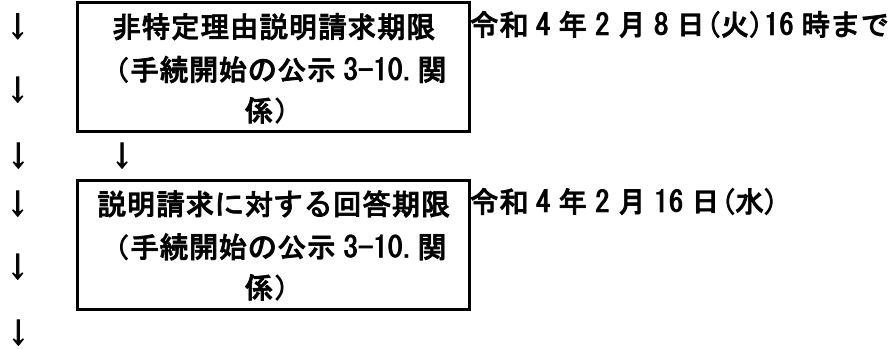 ↓ 非特定理由説明請求期限 令和4年2月8日(火)16時まで
↓ (手続開始の公示3-10.関
係)
↓ ↓
↓ 説明請求に対する回答期限 令和4年2月16日(水)
↓ (手続開始の公示3-10.関
係)
↓